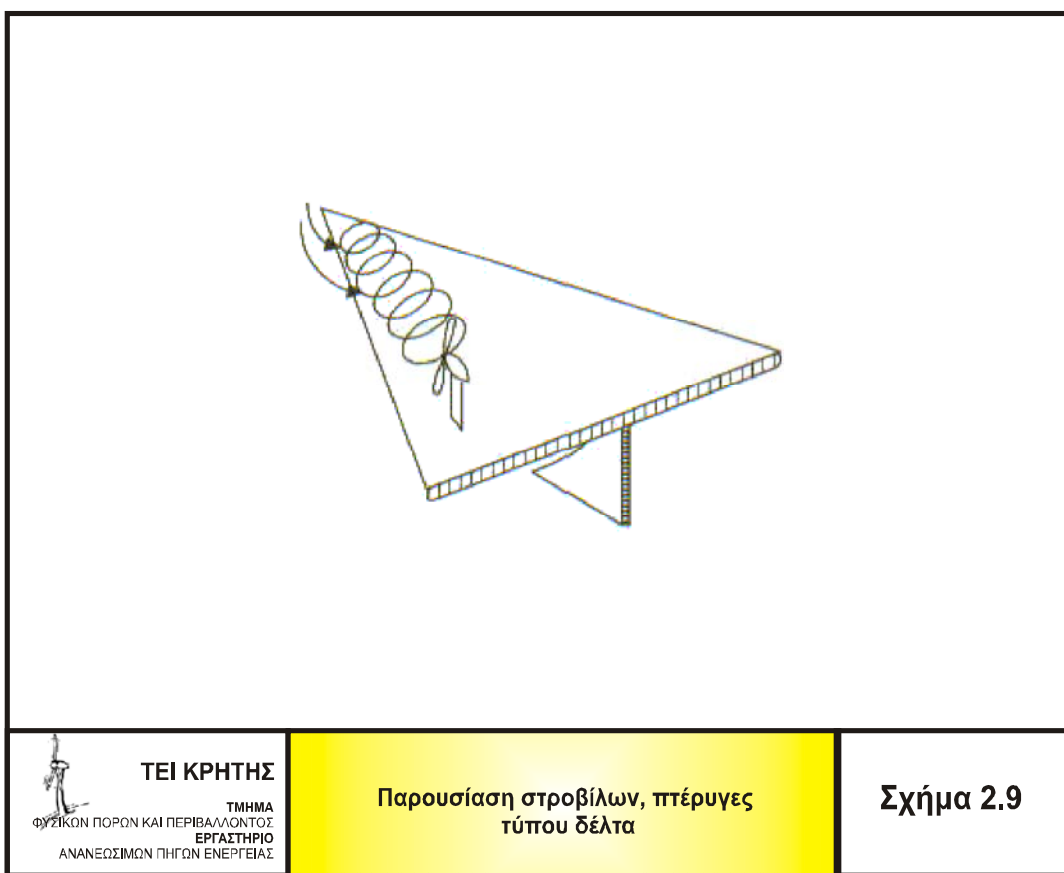 ΤΕΙ ΚΡΗΤΗΣ
ΤΜΗΜΑ
ΦΥΣΙΚΩΝ ΠΟΡΩΝ ΚΑΙ ΠΕΡΙΒΑΛΛΟΝΤΟΣ
ΕΡΓΑΣΤΗΡΙΟ
ΑΝΑΝΕΩΣΙΜΩΝ ΠΗΓΩΝ ΕΝΕΡΓΕΙΑΣ
Παρουσίαση στροβίλων, πτέρυγες
τύπου δέλτα
Σχήμα 2.9